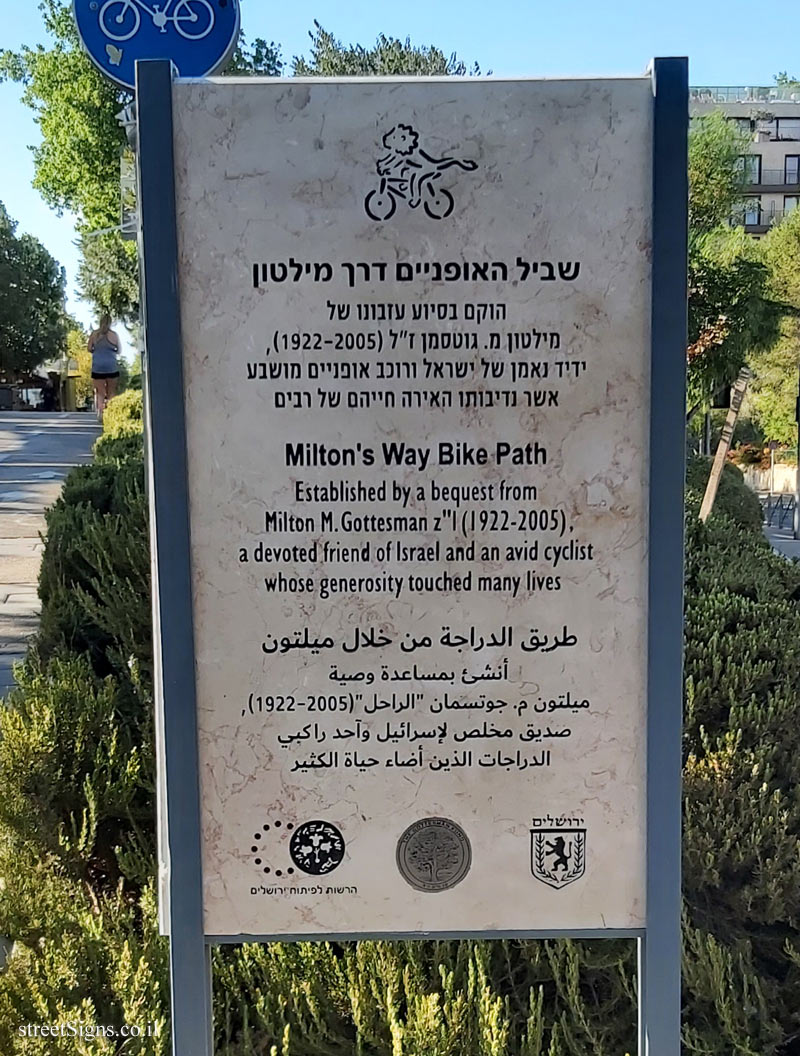 שביל האופניים דרך מילטון
הוקם בסיוע עזבונו של
מילטון מ. גוטסמן ז"ל (1922-2005),
ידיד נאמן של ישראל ורוכב אופניים מושבע
אשר נדיבותו האירה חייהם של רבים
Milton's Way Bike Path
Established by a bequest from
Milton M. Gottesman z"l (1922-2005),
a devoted friend of Israel and an avid cyclist
whose generosity touched many lives
طريق الدراجة من خلال ميلتون
أنشئ بمساعدة وصية
ميلتون م. جوتسمان "الراحل"(2005-1922),
صديق مخلص لإسرائيل وآحد راكبي
الدراجات الذين أضاء حياة الكثير
ירושלים
הרשות לפיתוח ירושלים
streetSigns.co.il